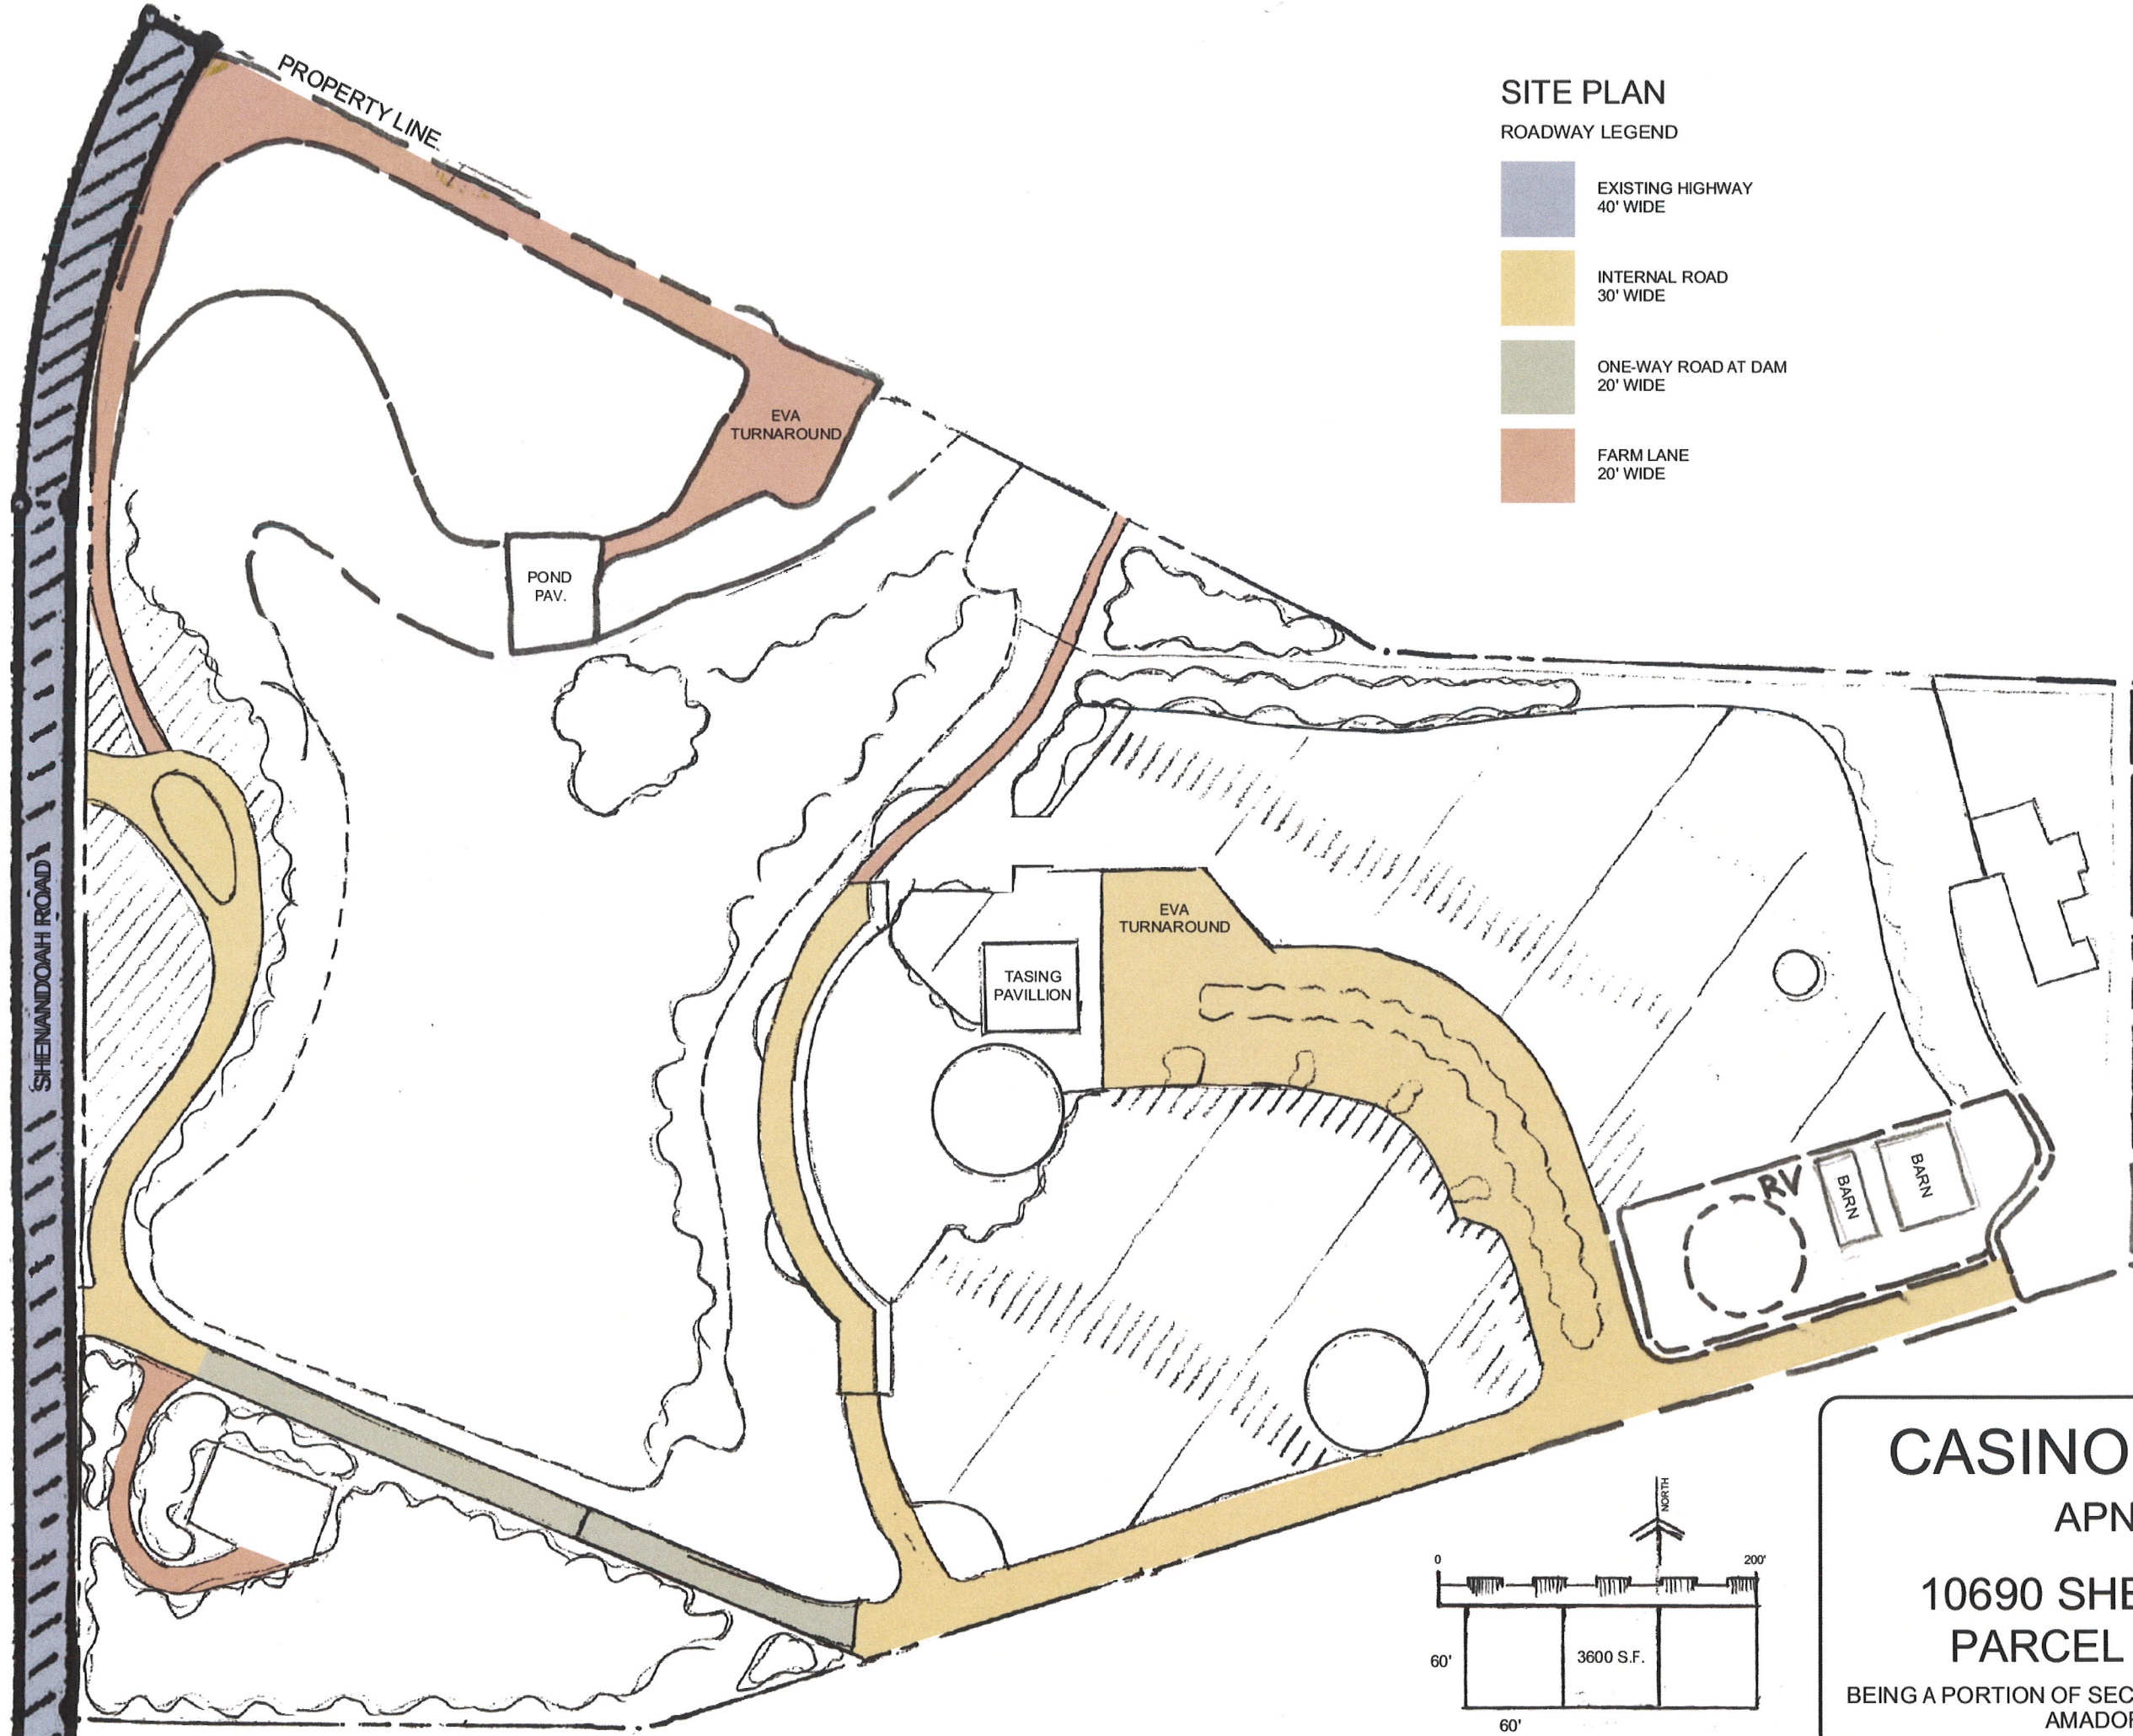 PROPERTY LINE
SITE PLAN
ROADWAY LEGEND
EXISTING HIGHWAY
40' WIDE
INTERNAL ROAD
30' WIDE
ONE-WAY ROAD AT DAM
20' WIDE
FARM LANE
20' WIDE
EVA
TURNAROUND
POND
PAV.
SHENANDOAH ROAD
EVA
TURNAROUND
TASING
PAVILLION
RV
BARN
BARN
NORTH
0
200'
60'
3600 S.F.
60'
CASINO
APN
10690 SHE
PARCEL
BEING A PORTION OF SEC
AMADOR